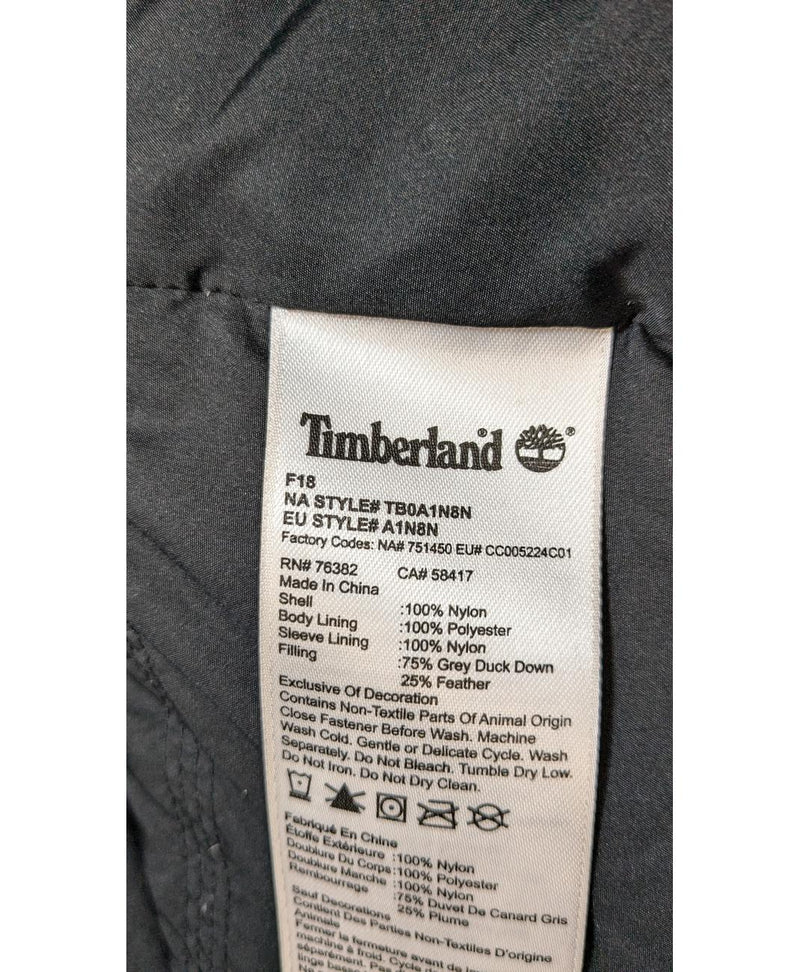 Timberland® ®
F18
NA STYLE# TB0A1N8N
EU STYLE# A1N8N
Factory Codes: NA# 751450 EU# CC005224C01
RN# 76382 CA# 58417
Made In China
Shell :100% Nylon
Body Lining :100% Polyester
Sleeve Lining :100% Nylon
Filling :75% Grey Duck Down
25% Feather
Exclusive Of Decoration
Contains Non-Textile Parts Of Animal Origin
Close Fastener Before Wash. Machine
Wash Cold. Gentle or Delicate Cycle. Wash
Separately. Do Not Bleach. Tumble Dry Low.
Do Not Iron. Do Not Dry Clean.
Fabriqué En Chine
Étoffe Extérieure :100% Nylon
Doublure Du Corps:100% Polyester
Doublure Manche :100% Nylon
Rembourrage :75% Duvet De Canard Gris
25% Plume
Sauf Decorations
Contient Des Parties Non-Textiles D'origine
Animale
Fermer la fermeture avant de
machine à froid. Cycle
séparément. Pas
linge basse